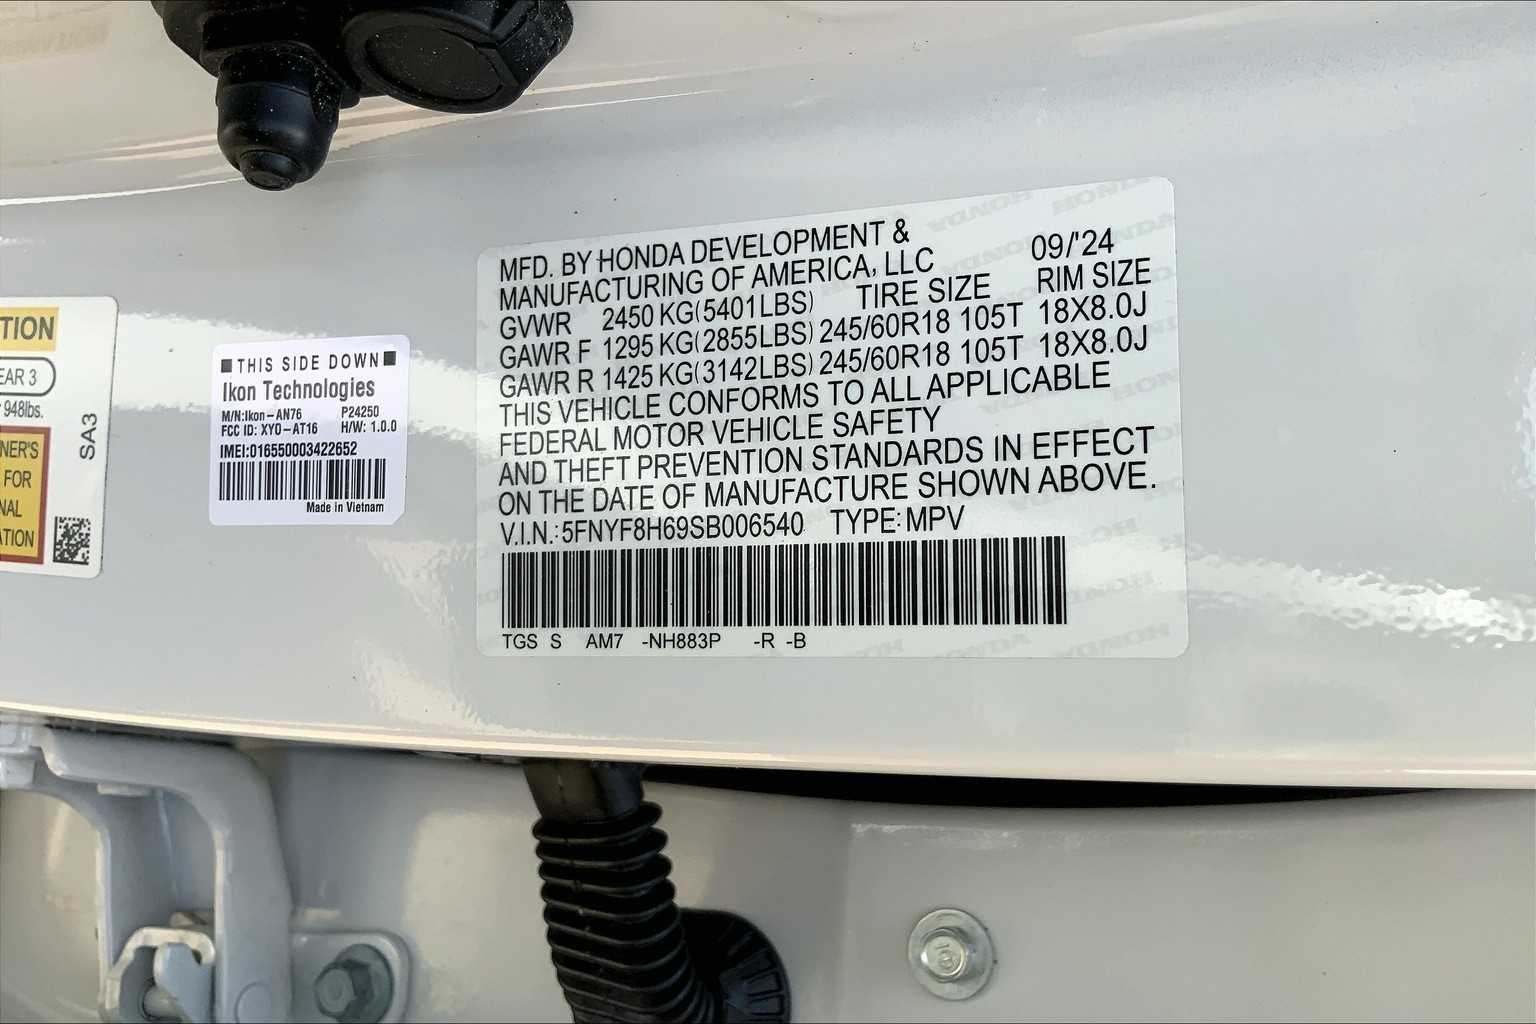 TION
EAR 3
948lbs.
SA3
NER'S
FOR
NAL
ATION
THIS SIDE DOWN
Ikon Technologies
M/N:Ikon-AN76 P24250
FCC ID: XYO-AT16 H/W: 1.0.0
IMEI:016550003422652
Made in Vietnam
MFD. BY HONDA DEVELOPMENT &
MANUFACTURING OF AMERICA, LLC 09/'24
GVWR 2450 KG(5401LBS) TIRE SIZE RIM SIZE
GAWR F 1295 KG(2855LBS) 245/60R18 105T 18X8.0J
GAWR R 1425 KG(3142LBS) 245/60R18 105T 18X8.0J
THIS VEHICLE CONFORMS TO ALL APPLICABLE
FEDERAL MOTOR VEHICLE SAFETY
AND THEFT PREVENTION STANDARDS IN EFFECT
ON THE DATE OF MANUFACTURE SHOWN ABOVE.
V.I.N.: 5FNYF8H69SB006540 TYPE: MPV
TGS S AM7 -NH883P -R -B